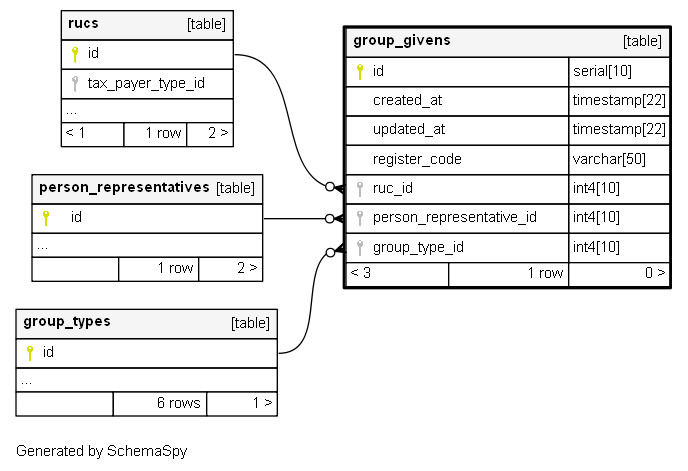 rucs [table]
id
tax_payer_type_id
...
< 1 1 row 2 >
person_representatives [table]
id
...
1 row 2 >
group_types [table]
id
...
6 rows 1 >
group_givens [table]
id serial[10]
created_at timestamp[22]
updated_at timestamp[22]
register_code varchar[50]
ruc_id int4[10]
person_representative_id int4[10]
group_type_id int4[10]
< 3 1 row 0 >
Generated by SchemaSpy